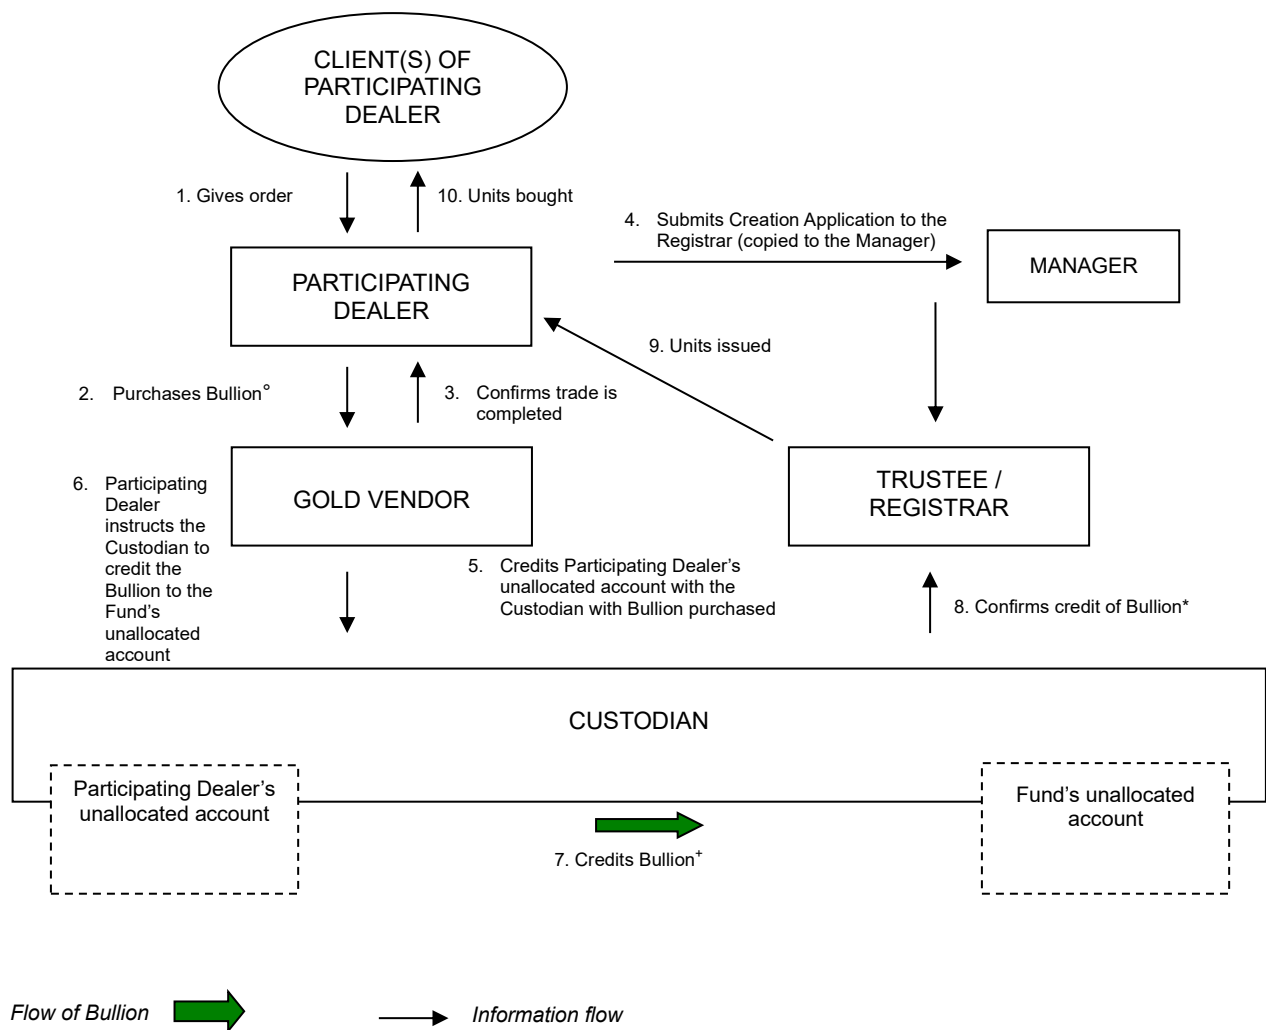 CLIENT(S) OF
PARTICIPATING
DEALER
1. Gives order
10. Units bought
4. Submits Creation Application to the
Registrar (copied to the Manager)
MANAGER
PARTICIPATING
DEALER
9. Units issued
2. Purchases Bullion°
3. Confirms trade is
completed
GOLD VENDOR
TRUSTEE /
REGISTRAR
6. Participating
Dealer
instructs the
Custodian to
credit the
Bullion to the
Fund’s
unallocated
account
5. Credits Participating Dealer’s
unallocated account with the
Custodian with Bullion purchased
8. Confirms credit of Bullion*
CUSTODIAN
Participating Dealer’s
unallocated account
Fund’s unallocated
account
7. Credits Bullion⁺
Flow of Bullion
Information flow